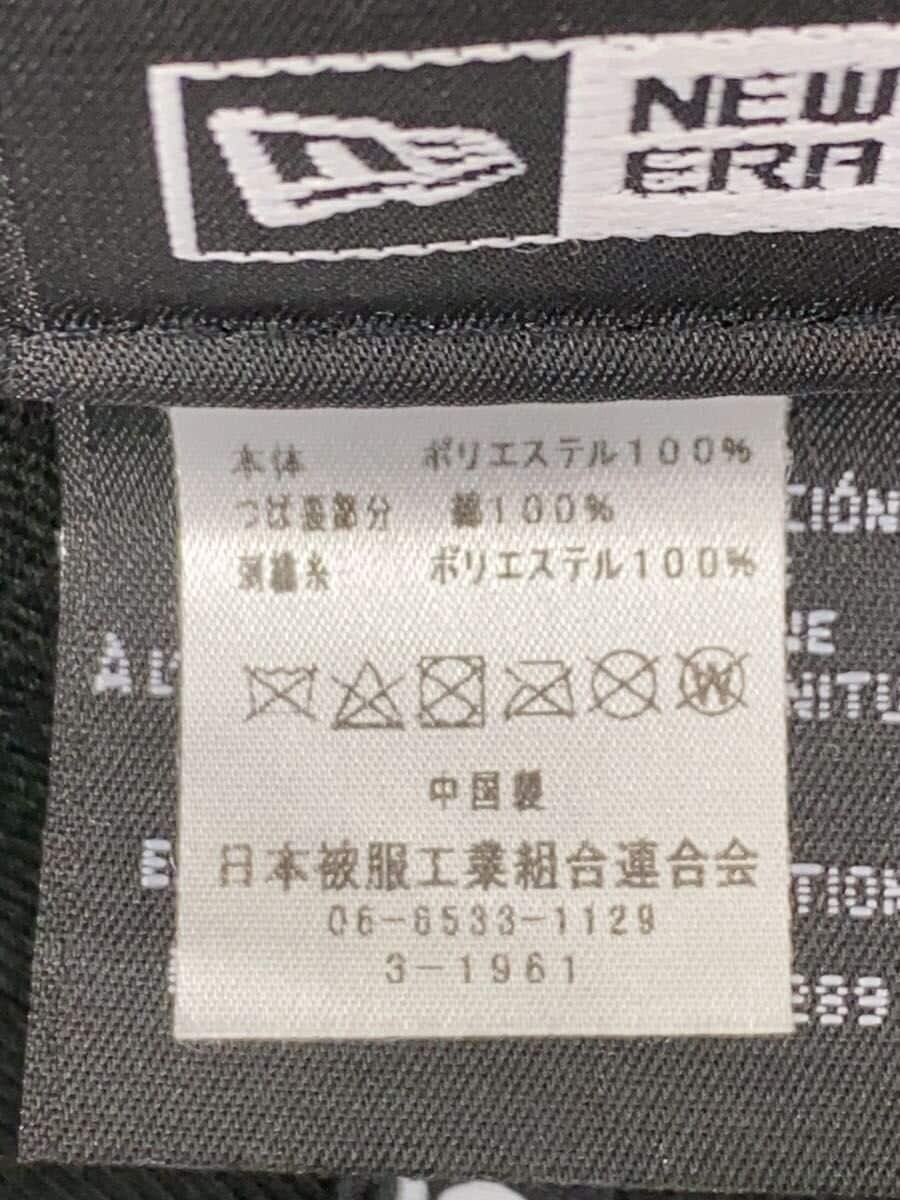 NEW
ERA
本体 ポリエステル100%
つば裏部分 綿100%
刺繍糸 ポリエステル100%
W
中国製
日本被服工業組合連合会
06-6533-1129
3-1961
TION
289